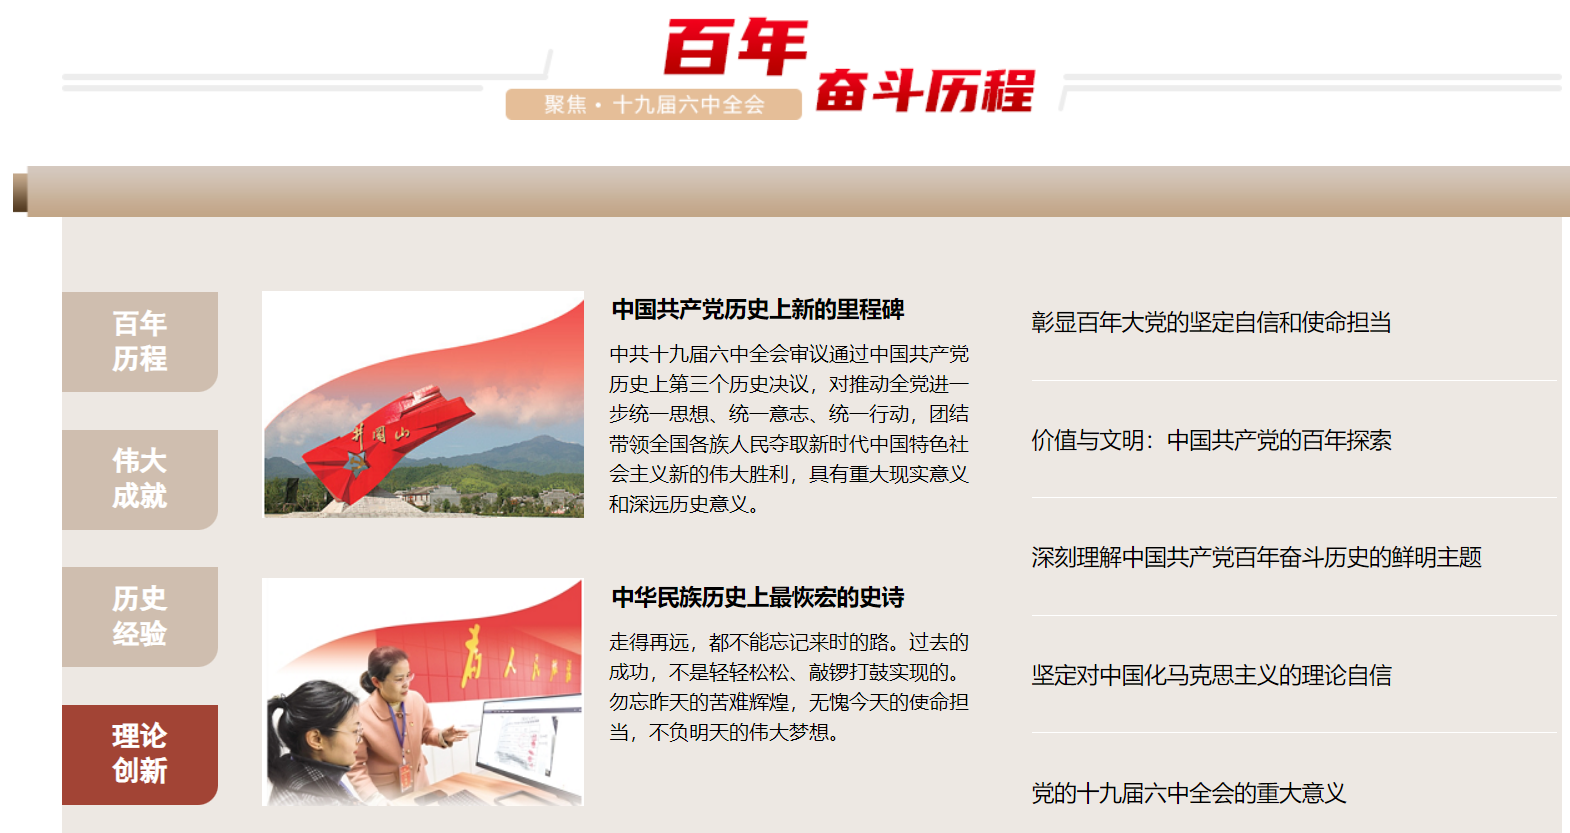 百年
奋斗历程
聚焦·十九届六中全会
百年
历程
伟大
成就
历史
经验
理论
创新
井冈山
中国共产党历史上新的里程碑
中共十九届六中全会审议通过中国共产党
历史上第三个历史决议，对推动全党进一
步统一思想、统一意志、统一行动，团结
带领全国各族人民夺取新时代中国特色社
会主义新的伟大胜利，具有重大现实意义
和深远历史意义。
为人民服
中华民族历史上最恢宏的史诗
走得再远，都不能忘记来时的路。过去的
成功，不是轻轻松松、敲锣打鼓实现的。
勿忘昨天的苦难辉煌，无愧今天的使命担
当，不负明天的伟大梦想。
彰显百年大党的坚定自信和使命担当
价值与文明：中国共产党的百年探索
深刻理解中国共产党百年奋斗历史的鲜明主题
坚定对中国化马克思主义的理论自信
党的十九届六中全会的重大意义